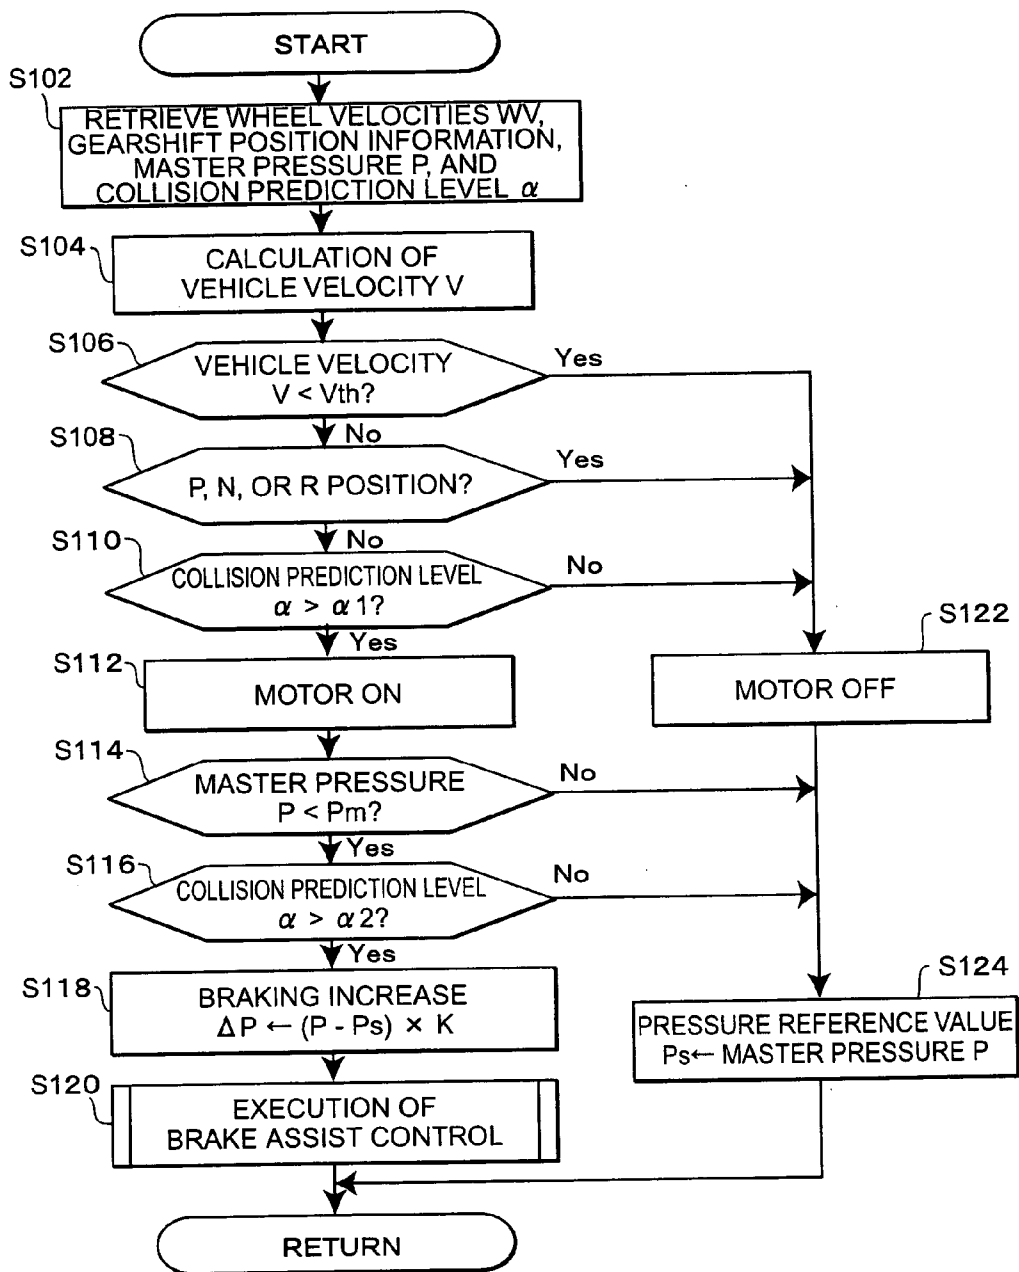 START
S102
RETRIEVE WHEEL VELOCITIES WV,
GEARSHIFT POSITION INFORMATION,
MASTER PRESSURE P, AND
COLLISION PREDICTION LEVEL α
S104
CALCULATION OF
VEHICLE VELOCITY V
S106
VEHICLE VELOCITY
V < Vth?
Yes
No
S108
P, N, OR R POSITION?
Yes
No
S110
COLLISION PREDICTION LEVEL
α > α1?
No
Yes
S112
MOTOR ON
S122
MOTOR OFF
S114
MASTER PRESSURE
P < Pm?
No
Yes
S116
COLLISION PREDICTION LEVEL
α > α2?
No
Yes
S118
BRAKING INCREASE
ΔP ← (P - Ps) × K
S124
PRESSURE REFERENCE VALUE
Ps← MASTER PRESSURE P
S120
EXECUTION OF
BRAKE ASSIST CONTROL
RETURN